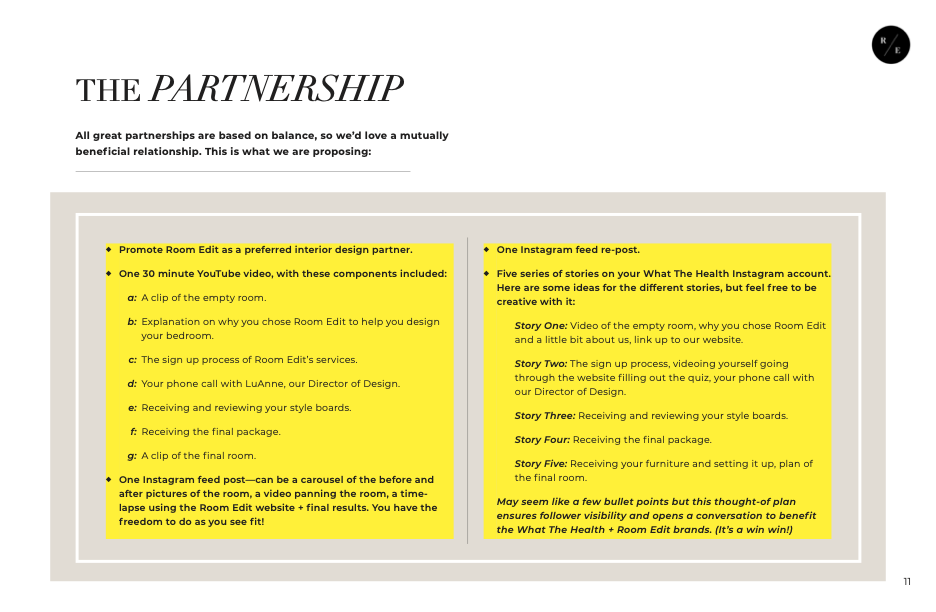 R
E
THE PARTNERSHIP
All great partnerships are based on balance, so we'd love a mutually
beneficial relationship. This is what we are proposing:
◆ Promote Room Edit as a preferred interior design partner.
◆ One 30 minute YouTube video, with these components included:
a: A clip of the empty room.
b: Explanation on why you chose Room Edit to help you design
your bedroom.
c: The sign up process of Room Edit's services.
d: Your phone call with LuAnne, our Director of Design.
e: Receiving and reviewing your style boards.
f: Receiving the final package.
g: A clip of the final room.
◆ One Instagram feed post—can be a carousel of the before and
after pictures of the room, a video panning the room, a time-
lapse using the Room Edit website + final results. You have the
freedom to do as you see fit!
◆ One Instagram feed re-post.
◆ Five series of stories on your What The Health Instagram account.
Here are some ideas for the different stories, but feel free to be
creative with it:
Story One: Video of the empty room, why you chose Room Edit
and a little bit about us, link up to our website.
Story Two: The sign up process, videoing yourself going
through the website filling out the quiz, your phone call with
our Director of Design.
Story Three: Receiving and reviewing your style boards.
Story Four: Receiving the final package.
Story Five: Receiving your furniture and setting it up, plan of
the final room.
May seem like a few bullet points but this thought-of plan
ensures follower visibility and opens a conversation to benefit
the What The Health + Room Edit brands. (It's a win win!)
11